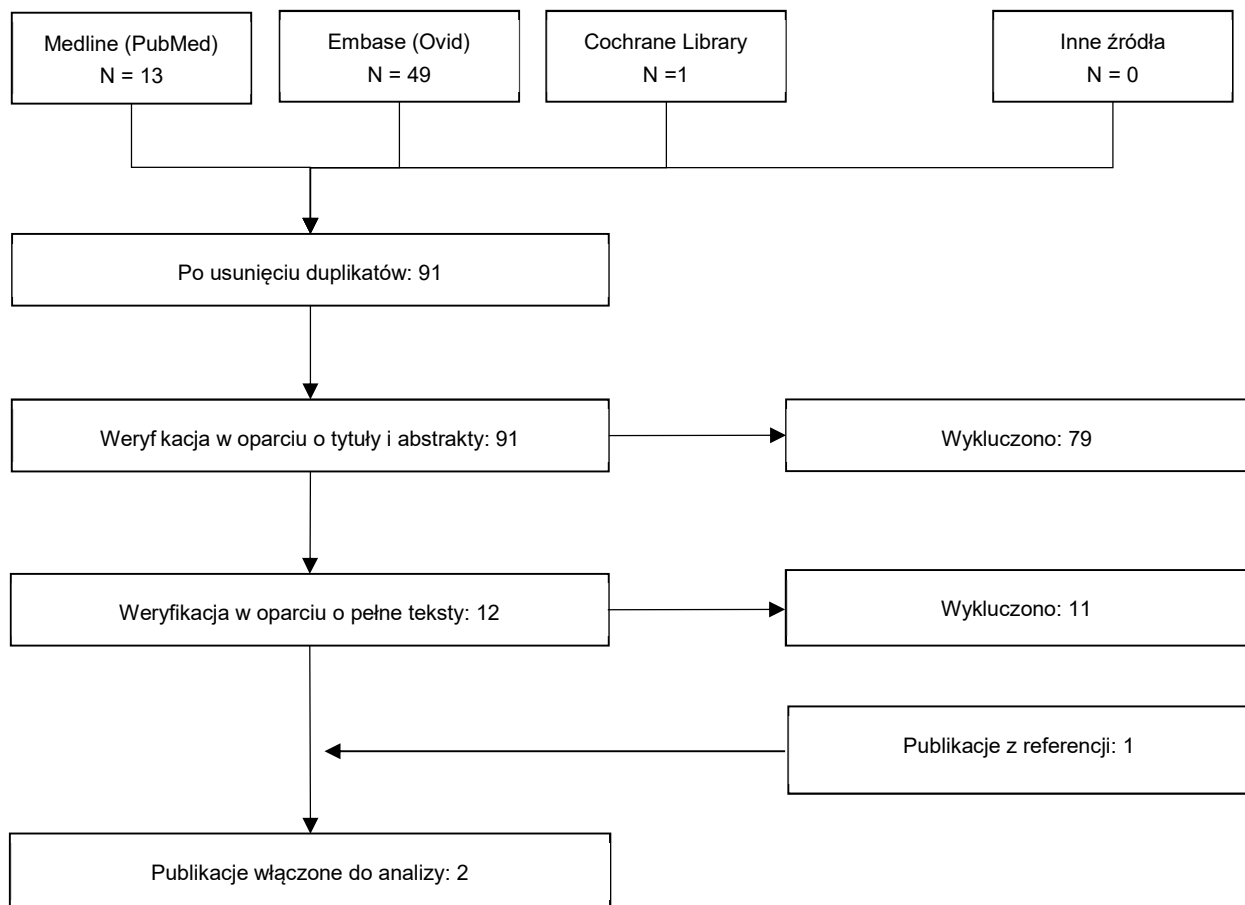 Medline (PubMed)
N = 13
Embase (Ovid)
N = 49
Cochrane Library
N =1
Inne źródła
N = 0
Po usunięciu duplikatów: 91
Weryf kacja w oparciu o tytuły i abstrakty: 91
Wykluczono: 79
Weryfikacja w oparciu o pełne teksty: 12
Wykluczono: 11
Publikacje z referencji: 1
Publikacje włączone do analizy: 2